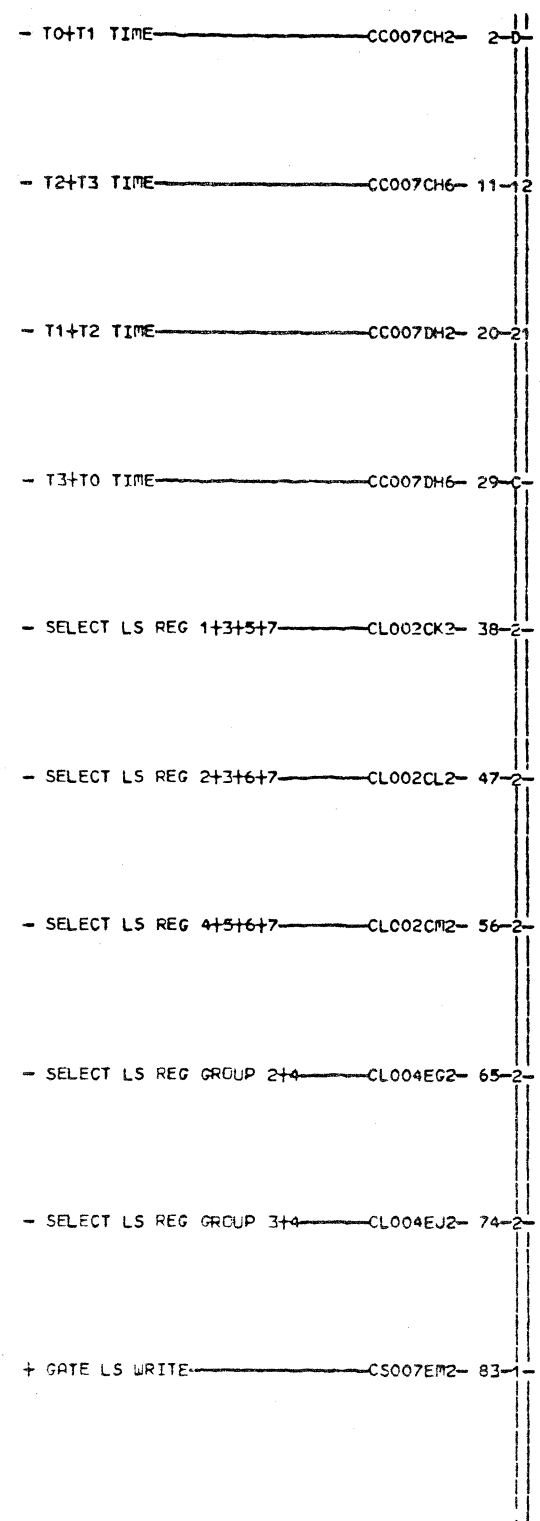 - T0+T1 TIME CC007CH2- 2-D-
- T2+T3 TIME CC007CH6- 11-12
- T1+T2 TIME CC007DH2- 20-21
- T3+T0 TIME CC007DH6- 29-C-
- SELECT LS REG 1+3+5+7 CL002CK2- 38-2-
- SELECT LS REG 2+3+6+7 CL002CL2- 47-2-
- SELECT LS REG 4+5+6+7 CL002CM2- 56-2-
- SELECT LS REG GROUP 2+4 CL004EG2- 65-2-
- SELECT LS REG GROUP 3+4 CL004EJ2- 74-2-
+ GATE LS WRITE CS007EM2- 83-1-